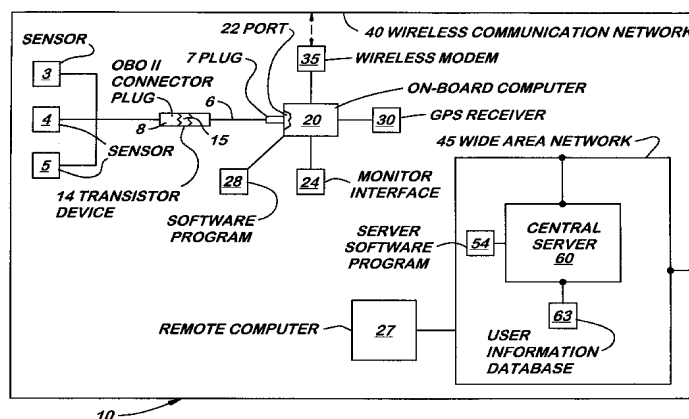 40 WIRELESS COMMUNICATION NETWORK
22 PORT
SENSOR
7 PLUG
35
WIRELESS MODEM
3
OBO II
CONNECTOR
PLUG
6
ON-BOARD COMPUTER
4
8
15
20
30
GPS RECEIVER
5
SENSOR
45 WIDE AREA NETWORK
14 TRANSISTOR
DEVICE
28
24
MONITOR
INTERFACE
SOFTWARE
PROGRAM
SERVER
SOFTWARE
PROGRAM
54
CENTRAL
SERVER
60
REMOTE COMPUTER
27
63
USER
INFORMATION
DATABASE
10